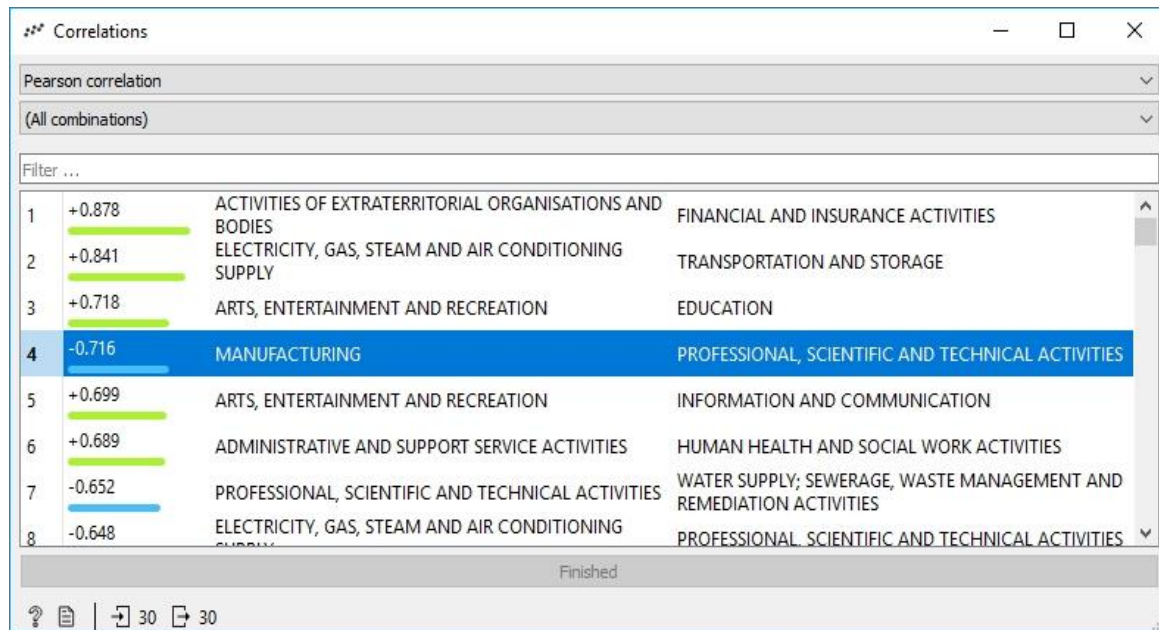 Correlations
Pearson correlation
(All combinations)
Filter ...
1 +0.878 ACTIVITIES OF EXTRATERRITORIAL ORGANISATIONS AND BODIES FINANCIAL AND INSURANCE ACTIVITIES
2 +0.841 ELECTRICITY, GAS, STEAM AND AIR CONDITIONING SUPPLY TRANSPORTATION AND STORAGE
3 +0.718 ARTS, ENTERTAINMENT AND RECREATION EDUCATION
4 -0.716 MANUFACTURING PROFESSIONAL, SCIENTIFIC AND TECHNICAL ACTIVITIES
5 +0.699 ARTS, ENTERTAINMENT AND RECREATION INFORMATION AND COMMUNICATION
6 +0.689 ADMINISTRATIVE AND SUPPORT SERVICE ACTIVITIES HUMAN HEALTH AND SOCIAL WORK ACTIVITIES
7 -0.652 PROFESSIONAL, SCIENTIFIC AND TECHNICAL ACTIVITIES WATER SUPPLY; SEWERAGE, WASTE MANAGEMENT AND REMEDIATION ACTIVITIES
8 -0.648 ELECTRICITY, GAS, STEAM AND AIR CONDITIONING PROFESSIONAL, SCIENTIFIC AND TECHNICAL ACTIVITIES
Finished
? 30 30